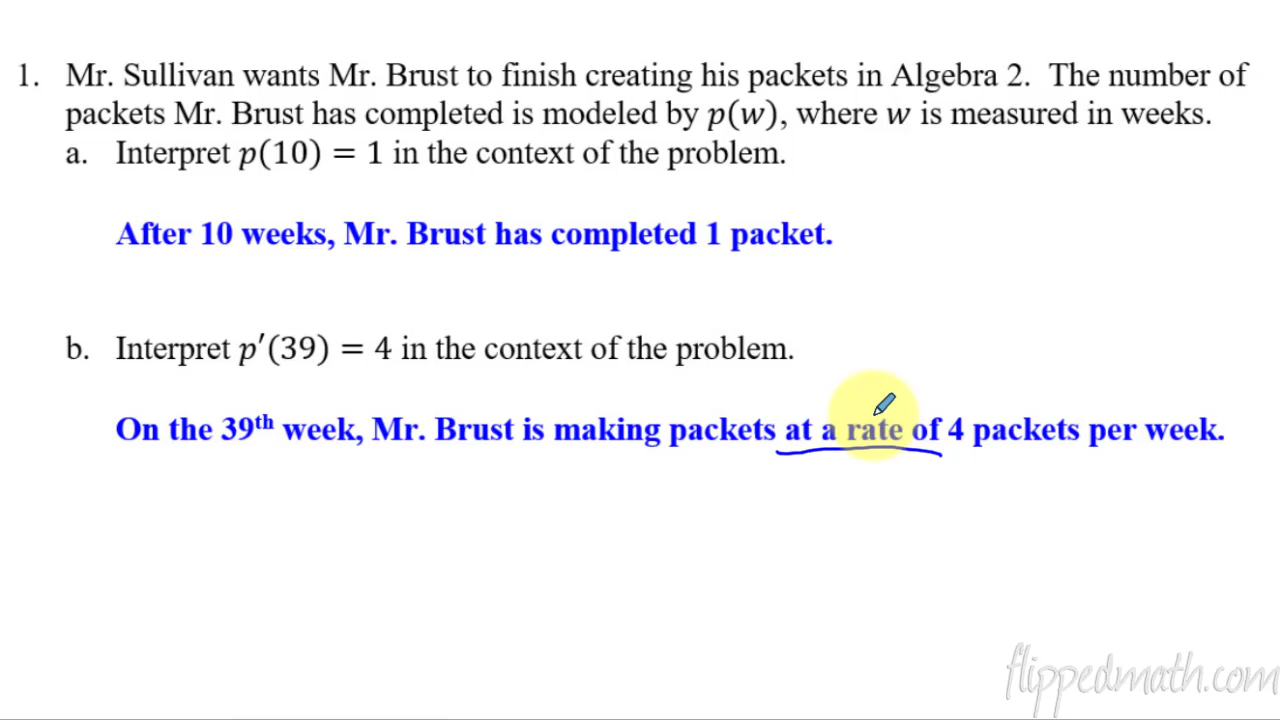 1. Mr. Sullivan wants Mr. Brust to finish creating his packets in Algebra 2. The number of
packets Mr. Brust has completed is modeled by p(w), where w is measured in weeks.
a. Interpret p(10) = 1 in the context of the problem.
After 10 weeks, Mr. Brust has completed 1 packet.
b. Interpret p′(39) = 4 in the context of the problem.
On the 39th week, Mr. Brust is making packets at a rate of 4 packets per week.
flippedmath.com